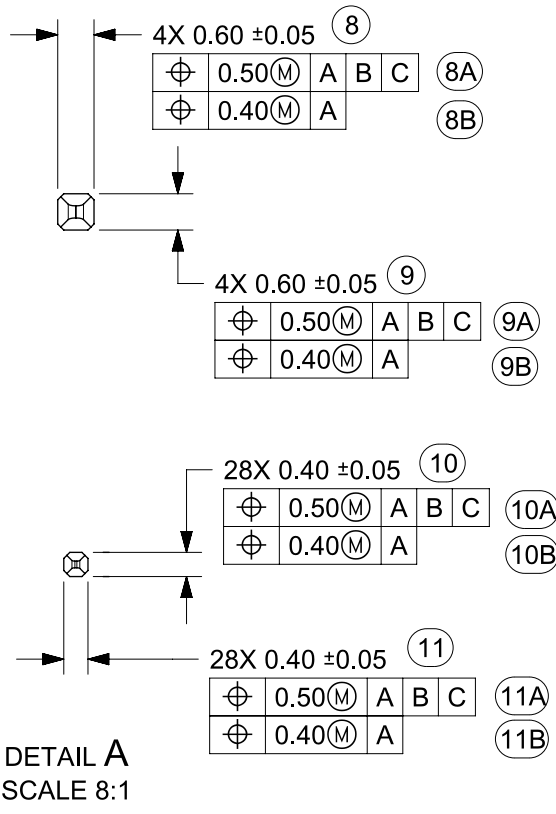 4X 0.60 ±0.05 8
⌖ 0.50Ⓜ A B C 8A
⌖ 0.40Ⓜ A 8B
4X 0.60 ±0.05 9
⌖ 0.50Ⓜ A B C 9A
⌖ 0.40Ⓜ A 9B
28X 0.40 ±0.05 10
⌖ 0.50Ⓜ A B C 10A
⌖ 0.40Ⓜ A 10B
28X 0.40 ±0.05 11
⌖ 0.50Ⓜ A B C 11A
⌖ 0.40Ⓜ A 11B
DETAIL A
SCALE 8:1